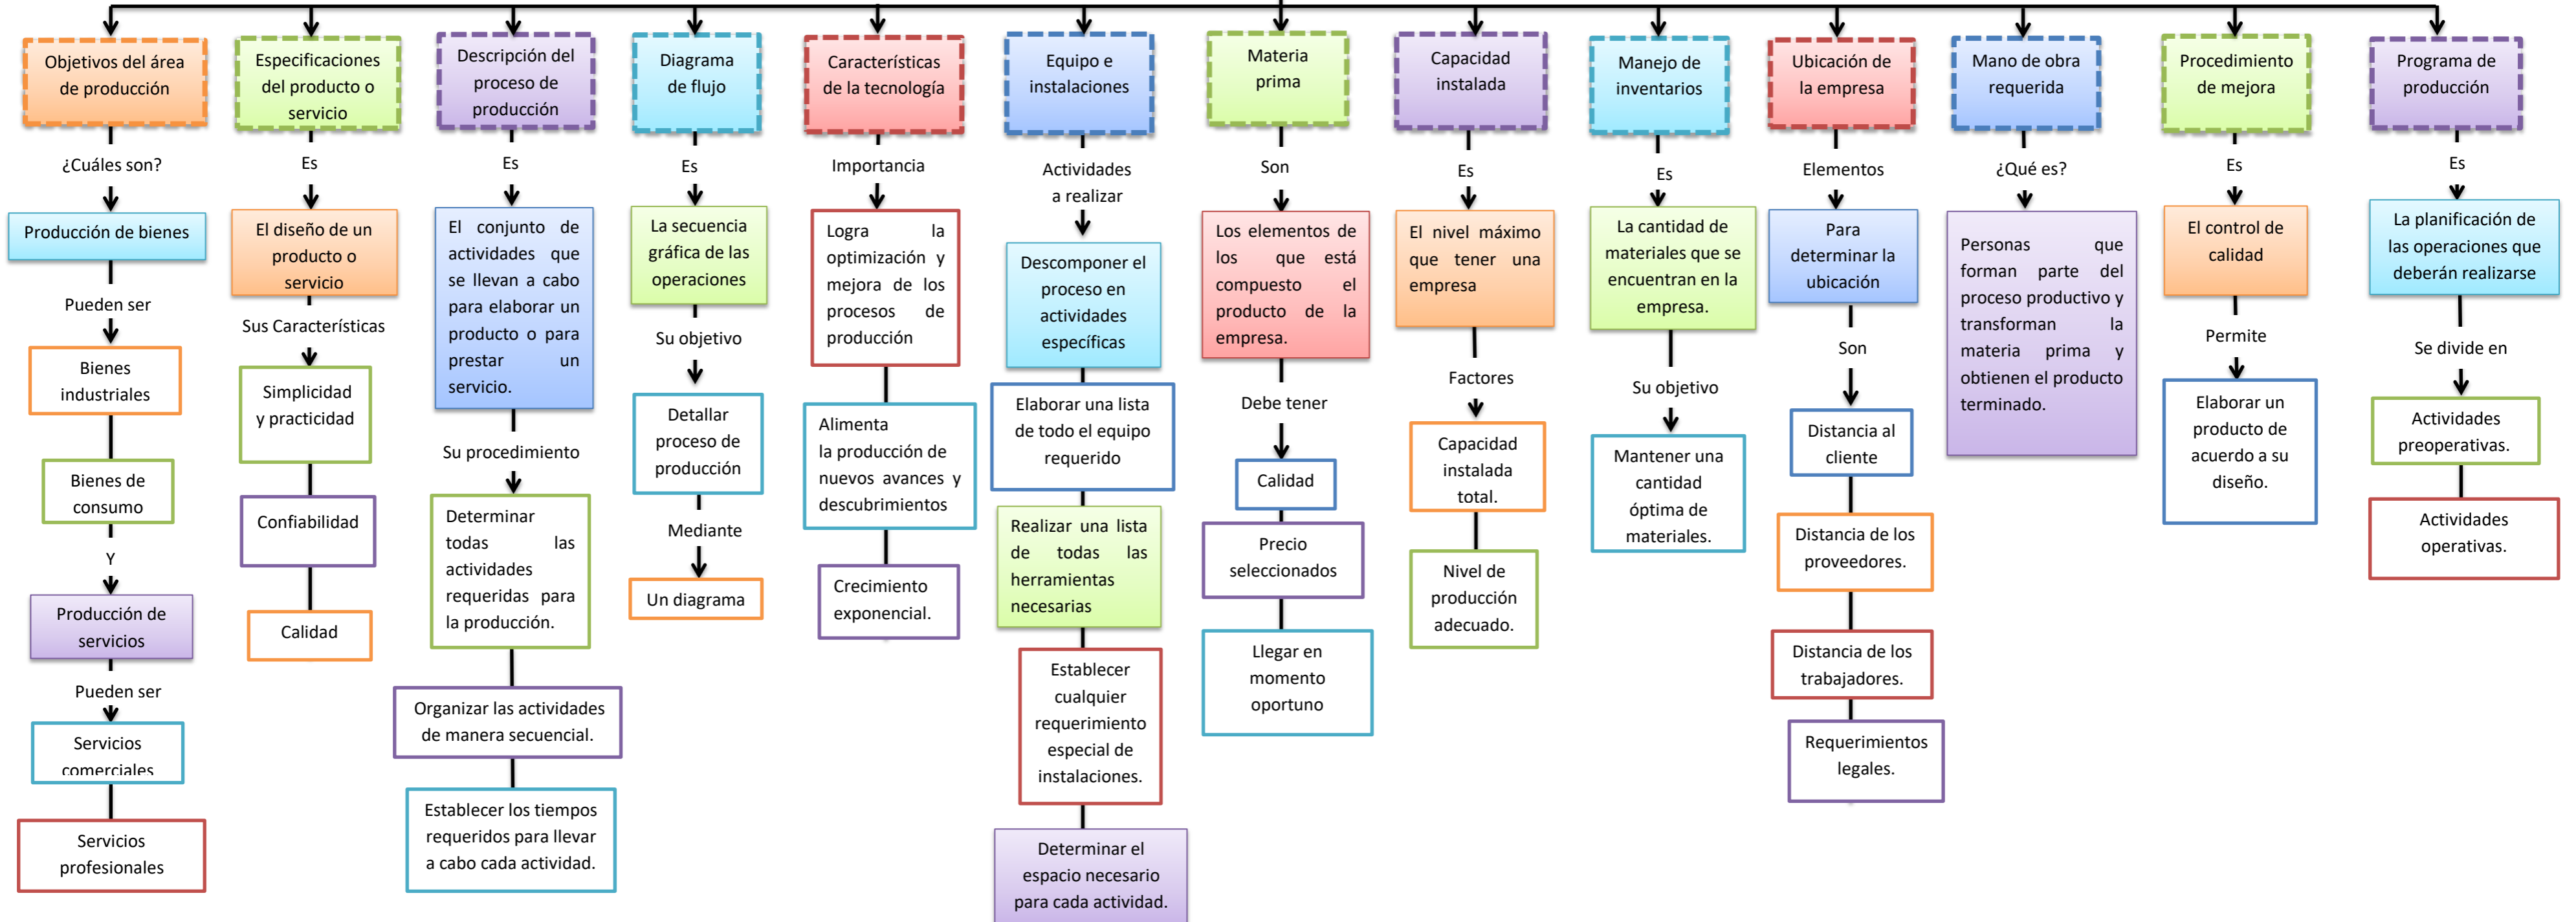 Objetivos del área
de producción
¿Cuáles son?
Producción de bienes
Pueden ser
Bienes
industriales
Bienes de
consumo
Y
Producción de
servicios
Pueden ser
Servicios
comerciales
Servicios
profesionales
Especificaciones
del producto o
servicio
Es
El diseño de un
producto o
servicio
Sus Características
Simplicidad
y practicidad
Confiabilidad
Calidad
Descripción del
proceso de
producción
Es
El conjunto de
actividades que
se llevan a cabo
para elaborar un
producto o para
prestar un
servicio.
Su procedimiento
Determinar
todas las
actividades
requeridas para
la producción.
Organizar las actividades
de manera secuencial.
Establecer los tiempos
requeridos para llevar
a cabo cada actividad.
Diagrama
de flujo
Es
La secuencia
gráfica de las
operaciones
Su objetivo
Detallar
proceso de
producción
Mediante
Un diagrama
Características
de la tecnología
Importancia
Logra la
optimización y
mejora de los
procesos de
producción
Alimenta
la producción de
nuevos avances y
descubrimientos
Crecimiento
exponencial.
Equipo e
instalaciones
Actividades
a realizar
Descomponer el
proceso en
actividades
específicas
Elaborar una lista
de todo el equipo
requerido
Realizar una lista
de todas las
herramientas
necesarias
Establecer
cualquier
requerimiento
especial de
instalaciones.
Determinar el
espacio necesario
para cada actividad.
Materia
prima
Son
Los elementos de
los que está
compuesto el
producto de la
empresa.
Debe tener
Calidad
Precio
seleccionados
Llegar en
momento
oportuno
Capacidad
instalada
Es
El nivel máximo
que tener una
empresa
Factores
Capacidad
instalada
total.
Nivel de
producción
adecuado.
Manejo de
inventarios
Es
La cantidad de
materiales que se
encuentran en la
empresa.
Su objetivo
Mantener una
cantidad
óptima de
materiales.
Ubicación de
la empresa
Elementos
Para
determinar la
ubicación
Son
Distancia al
cliente
Distancia de los
proveedores.
Distancia de los
trabajadores.
Requerimientos
legales.
Mano de obra
requerida
¿Qué es?
Personas que
forman parte del
proceso productivo y
transforman la
materia prima y
obtienen el producto
terminado.
Procedimiento
de mejora
Es
El control de
calidad
Permite
Elaborar un
producto de
acuerdo a su
diseño.
Programa de
producción
Es
La planificación de
las operaciones que
deberán realizarse
Se divide en
Actividades
preoperativas.
Actividades
operativas.